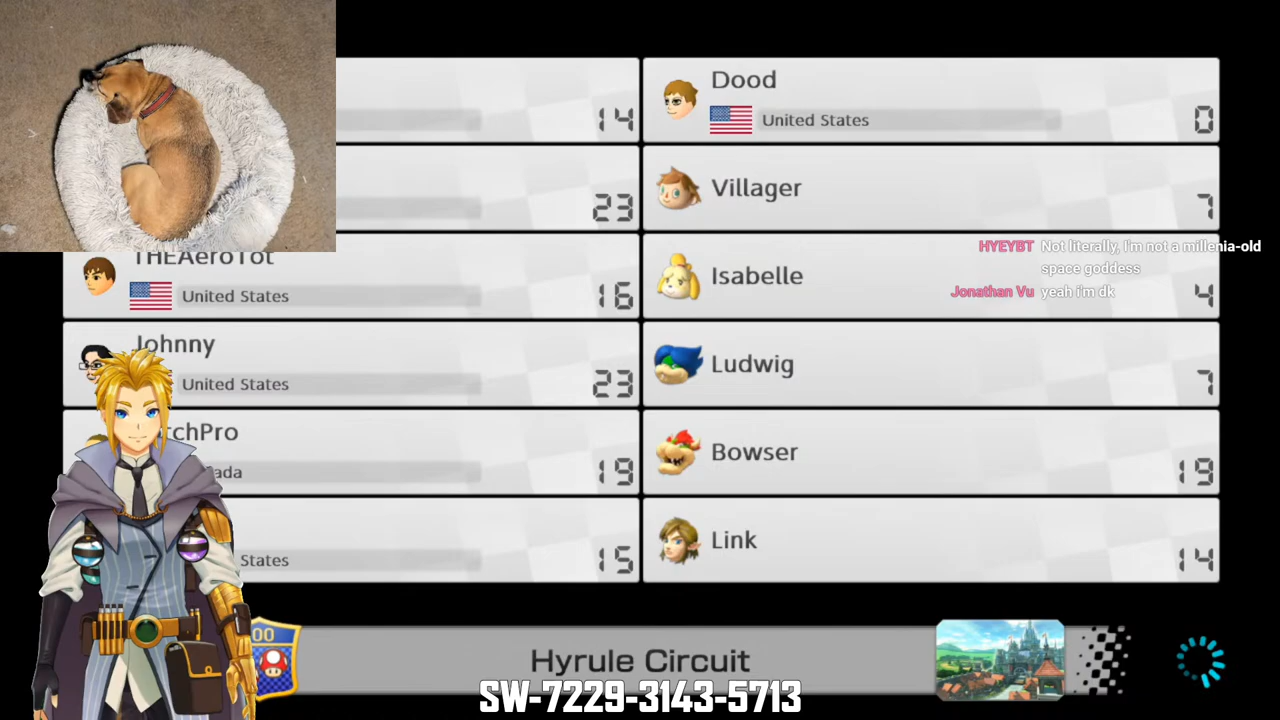 14
Dood
United States
0
23
Villager
7
THEAeroTot
United States
16
Isabelle
4
HYEYBT Not literally, I'm not a millenia-old
space goddess
Jonathan Vu yeah i'm dk
Johnny
United States
23
Ludwig
7
rchPro
ada
19
Bowser
19
States
15
Link
14
00
Hyrule Circuit
SW-7229-3143-5713